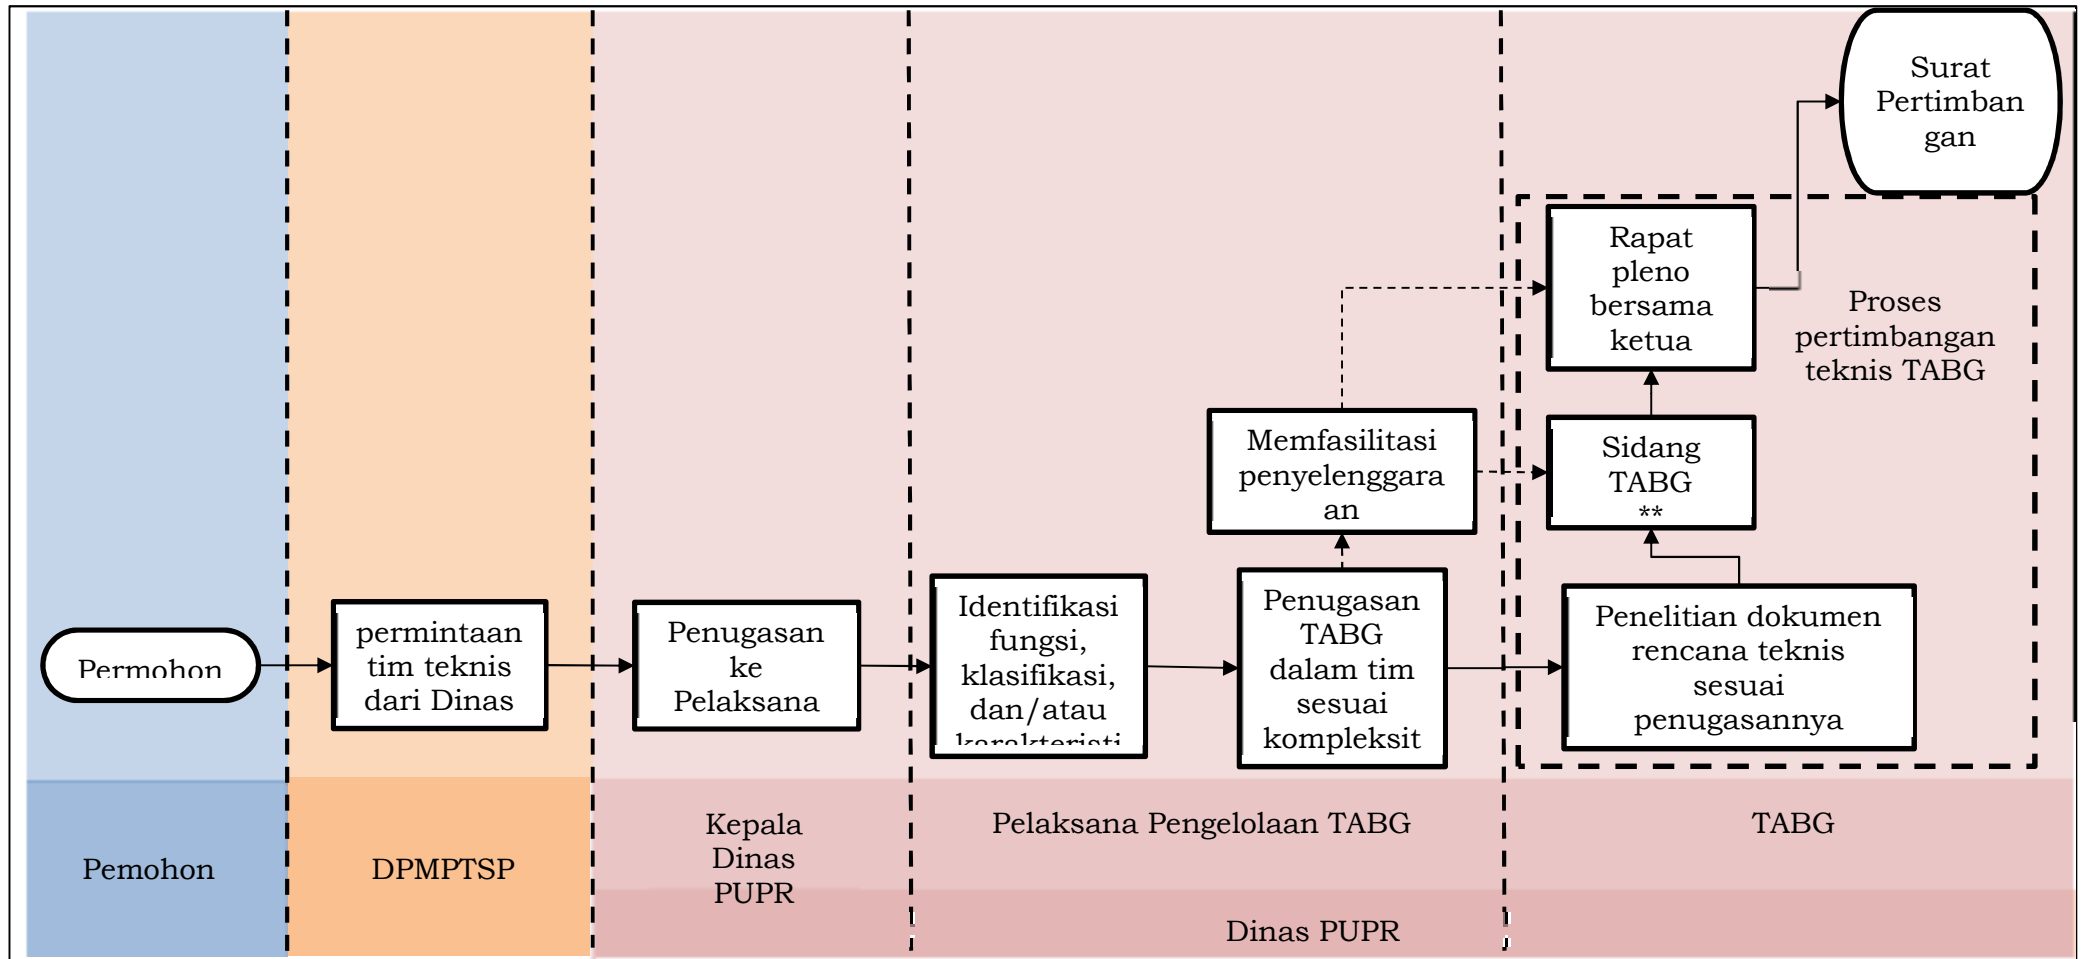 Surat
Pertimban
gan
Rapat
pleno
bersama
ketua
Proses
pertimbangan
teknis TABG
Memfasilitasi
penyelenggara
an
Sidang
TABG
**
Permohon
permintaan
tim teknis
dari Dinas
Penugasan
ke
Pelaksana
Identifikasi
fungsi,
klasifikasi,
dan/atau
karakteristi
Penugasan
TABG
dalam tim
sesuai
kompleksit
Penelitian dokumen
rencana teknis
sesuai
penugasannya
Pemohon
DPMPTSP
Kepala
Dinas
PUPR
Pelaksana Pengelolaan TABG
TABG
Dinas PUPR